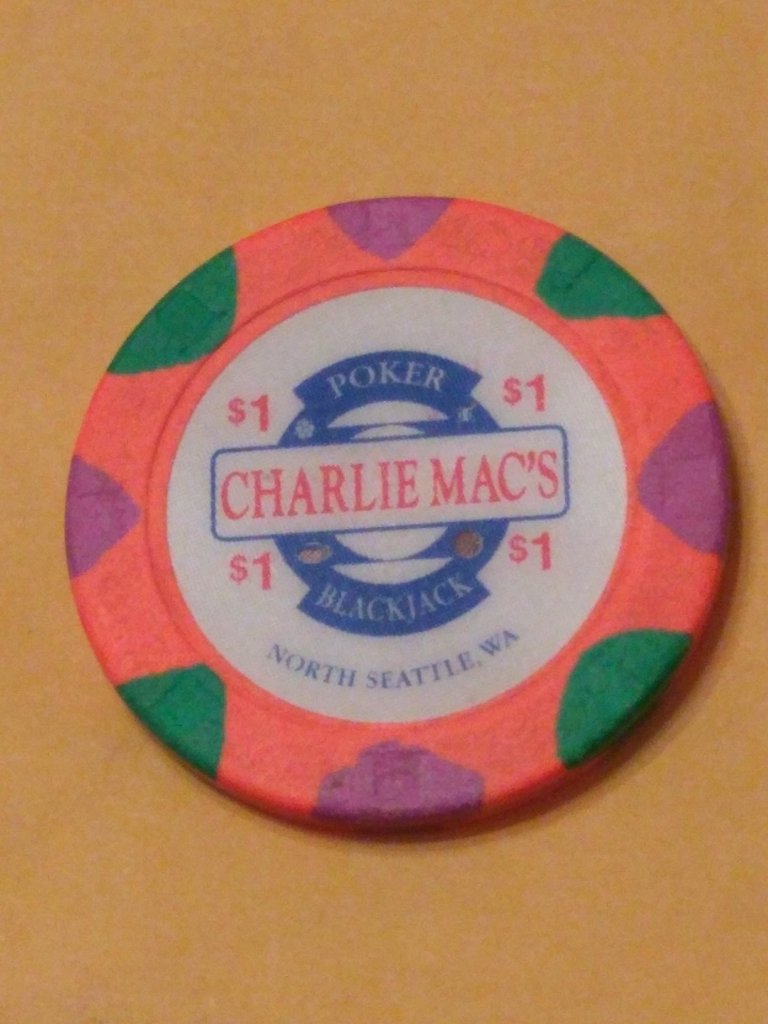 POKER
$1 $1
CHARLIE MAC'S
$1 $1
BLACKJACK
NORTH SEATTLE, WA